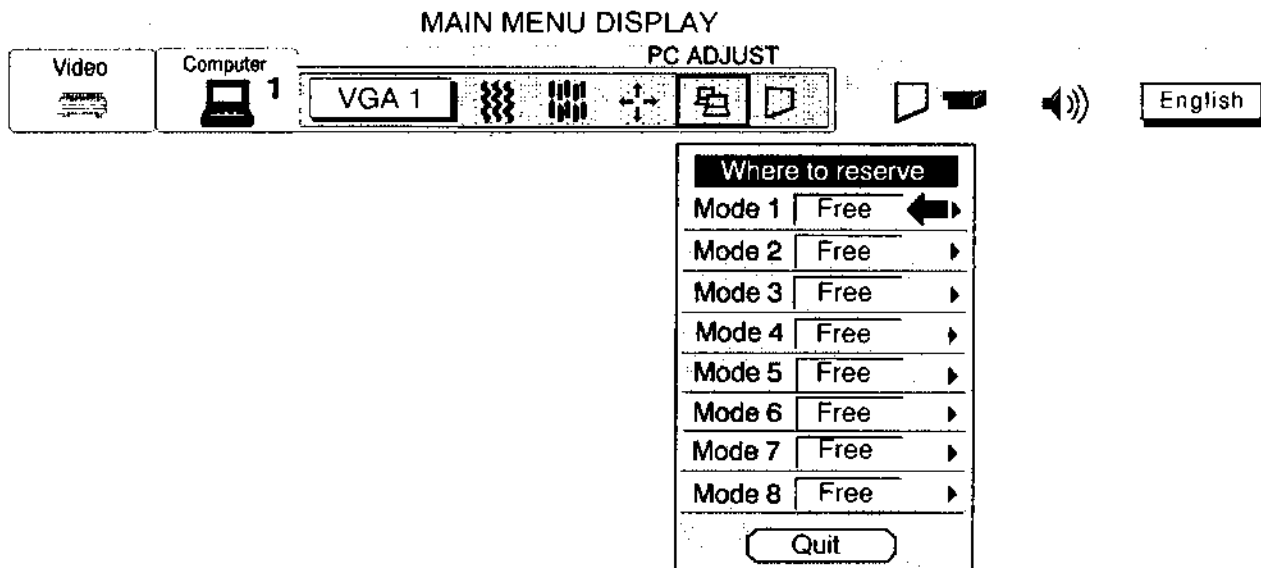 MAIN MENU DISPLAY
PC ADJUST
Video
Computer
1
VGA 1
English
Where to reserve
Mode 1 Free
Mode 2 Free
Mode 3 Free
Mode 4 Free
Mode 5 Free
Mode 6 Free
Mode 7 Free
Mode 8 Free
Quit